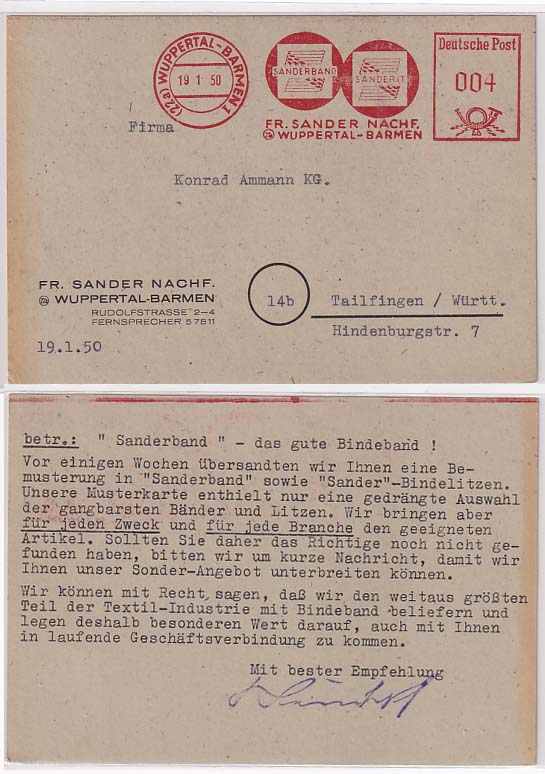 (22a) WUPPERTAL-BARMEN 1
19 1 50
SANDERBAND
SANDERIT
FR. SANDER NACHF.
22a WUPPERTAL-BARMEN
Deutsche Post
004
Firma
Konrad Ammann KG.
FR. SANDER NACHF.
22a WUPPERTAL-BARMEN
RUDOLFSTRASSE 2–4
FERNSPRECHER 57811
19.1.50
14b
Tailfingen / Württ.
Hindenburgstr. 7
betr.: " Sanderband " - das gute Bindeband !
Vor einigen Wochen übersandten wir Ihnen eine Be-
musterung in "Sanderband" sowie "Sander"-Bindelitzen.
Unsere Musterkarte enthielt nur eine gedrängte Auswahl
der gangbarsten Bänder und Litzen. Wir bringen aber
für jeden Zweck und für jede Branche den geeigneten
Artikel. Sollten Sie daher das Richtige noch nicht ge-
funden haben, bitten wir um kurze Nachricht, damit wir
Ihnen unser Sonder-Angebot unterbreiten können.
Wir können mit Recht sagen, daß wir den weitaus größten
Teil der Textil-Industrie mit Bindeband beliefern und
legen deshalb besonderen Wert darauf, auch mit Ihnen
in laufende Geschäftsverbindung zu kommen.
Mit bester Empfehlung